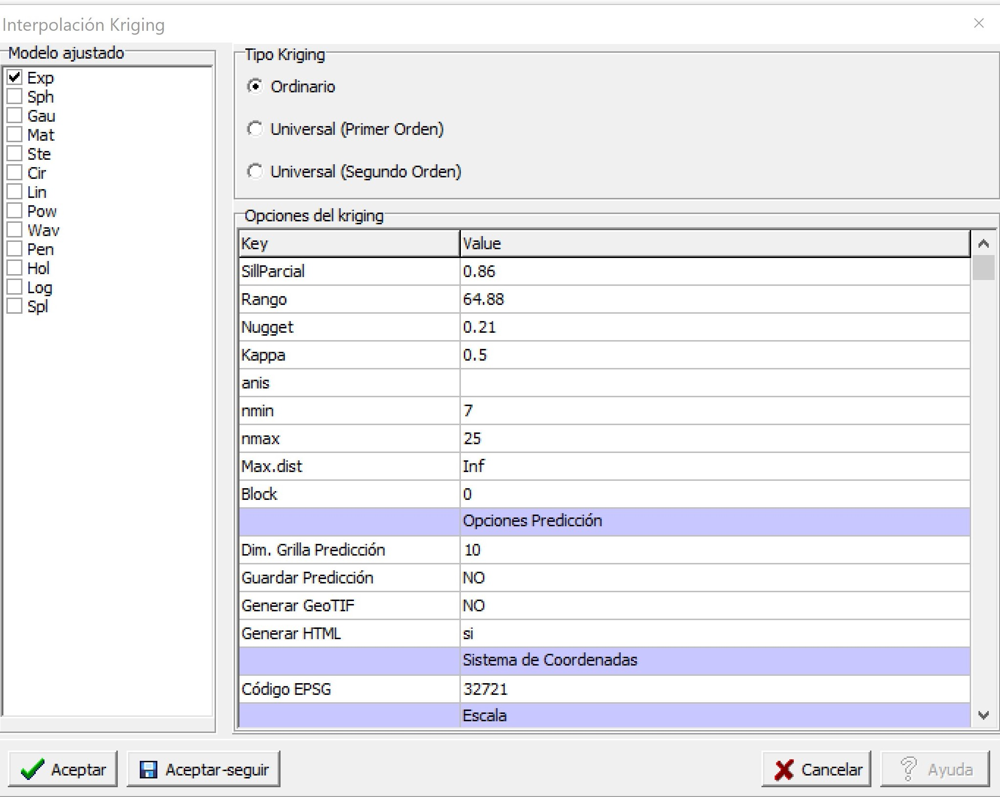 Interpolación Kriging
Modelo ajustado
Exp
Sph
Gau
Mat
Ste
Cir
Lin
Pow
Wav
Pen
Hol
Log
Spl
Tipo Kriging
Ordinario
Universal (Primer Orden)
Universal (Segundo Orden)
Opciones del kriging
Key Value
SillParcial 0.86
Rango 64.88
Nugget 0.21
Kappa 0.5
anis
nmin 7
nmax 25
Max.dist Inf
Block 0
Opciones Predicción
Dim. Grilla Predicción 10
Guardar Predicción NO
Generar GeoTIF NO
Generar HTML si
Sistema de Coordenadas
Código EPSG 32721
Escala
Aceptar Aceptar-seguir Cancelar Ayuda